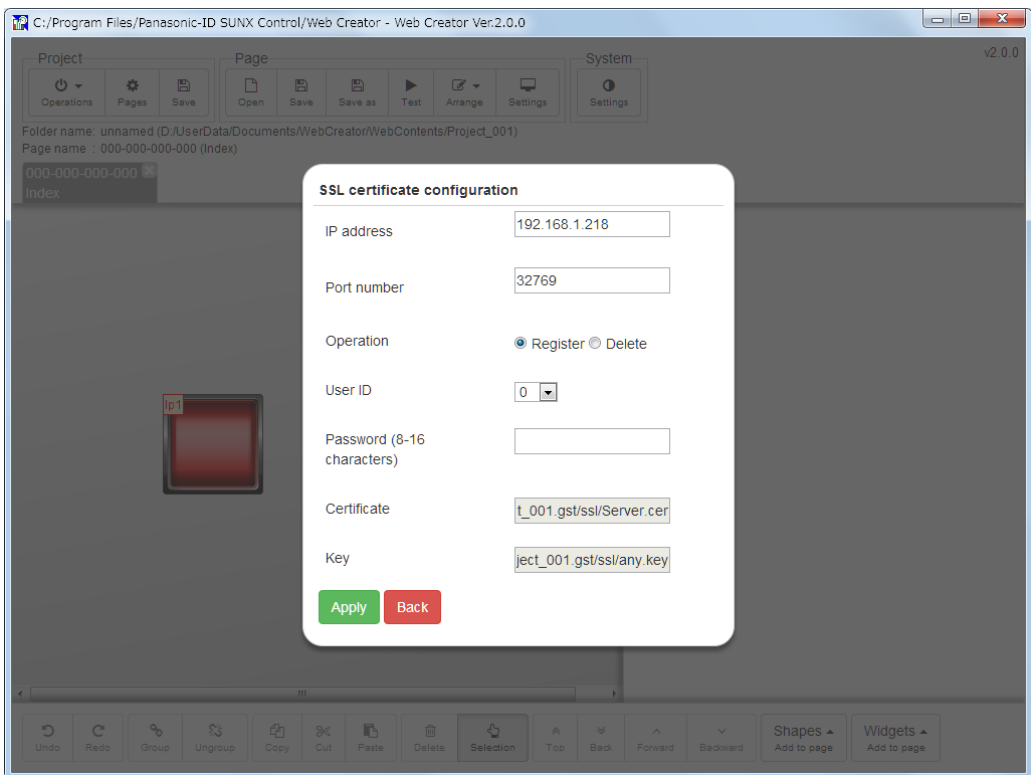 C:/Program Files/Panasonic-ID SUNX Control/Web Creator - Web Creator Ver.2.0.0
v2.0.0
Project Page System
Operations Pages Save Open Save Save as Test Arrange Settings Settings
Folder name: unnamed (D:/UserData/Documents/WebCreator/WebContents/Project_001)
Page name : 000-000-000-000 (Index)
000-000-000-000
Index
SSL certificate configuration
IP address 192.168.1.218
Port number 32769
Operation Register Delete
User ID 0
Password (8-16
characters)
Certificate t_001.gst/ssl/Server.cer
Key ject_001.gst/ssl/any.key
Apply Back
lp1
Undo Redo Group Ungroup Copy Cut Paste Delete Selection Top Back Forward Backward
Shapes Widgets
Add to page Add to page